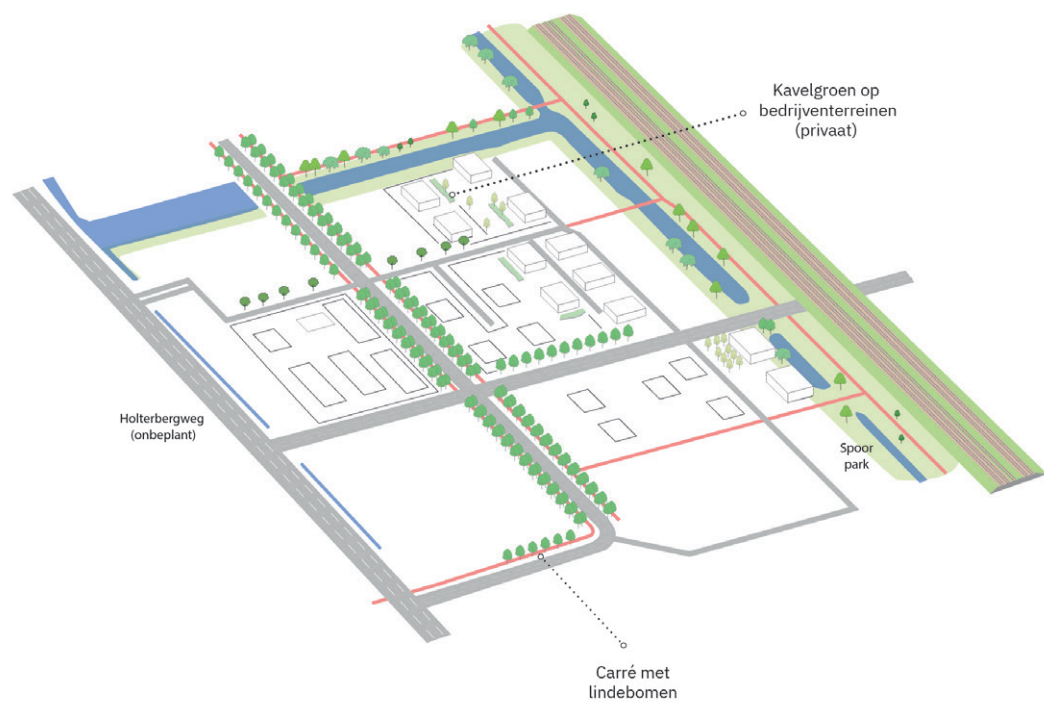 Kavelgroen op
bedrijventerreinen
(privaat)
Holterbergweg
(onbeplant)
Spoor
park
Carré met
lindebomen